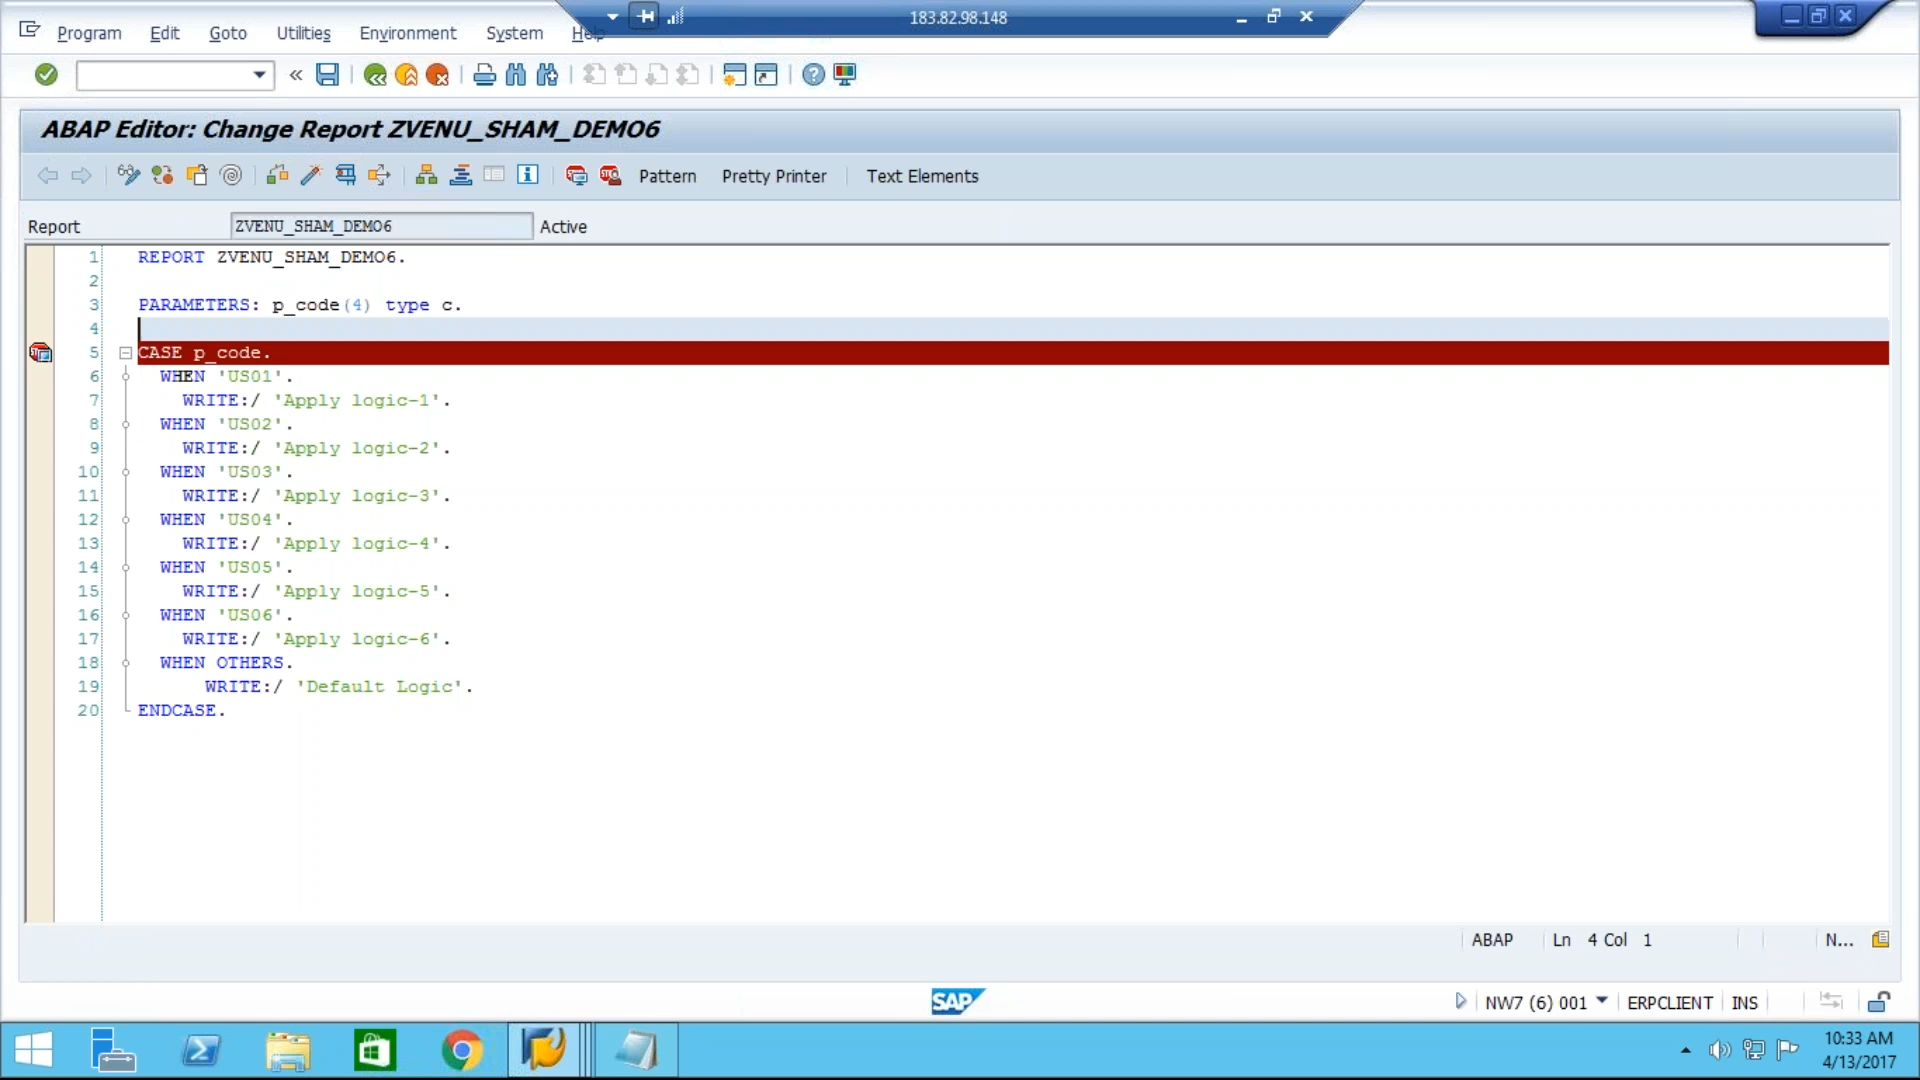 183.82.98.148
Program Edit Goto Utilities Environment System Help
ABAP Editor: Change Report ZVENU_SHAM_DEMO6
Pattern Pretty Printer Text Elements
Report ZVENU_SHAM_DEMO6 Active
1 REPORT ZVENU_SHAM_DEMO6.
2
3 PARAMETERS: p_code(4) type c.
4
5 CASE p_code.
6 WHEN 'US01'.
7 WRITE:/ 'Apply logic-1'.
8 WHEN 'US02'.
9 WRITE:/ 'Apply logic-2'.
10 WHEN 'US03'.
11 WRITE:/ 'Apply logic-3'.
12 WHEN 'US04'.
13 WRITE:/ 'Apply logic-4'.
14 WHEN 'US05'.
15 WRITE:/ 'Apply logic-5'.
16 WHEN 'US06'.
17 WRITE:/ 'Apply logic-6'.
18 WHEN OTHERS.
19 WRITE:/ 'Default Logic'.
20 ENDCASE.
ABAP Ln 4 Col 1 N...
SAP
NW7 (6) 001 ERPCLIENT INS
10:33 AM
4/13/2017